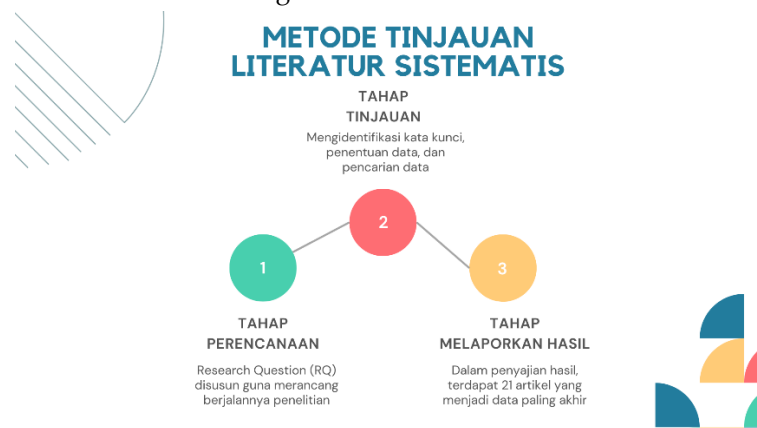 METODE TINJAUAN
LITERATUR SISTEMATIS
TAHAP
TINJAUAN
Mengidentifikasi kata kunci,
penentuan data, dan
pencarian data
2
1
3
TAHAP
PERENCANAAN
Research Question (RQ)
disusun guna merancang
berjalannya penelitian
TAHAP
MELAPORKAN HASIL
Dalam penyajian hasil,
terdapat 21 artikel yang
menjadi data paling akhir